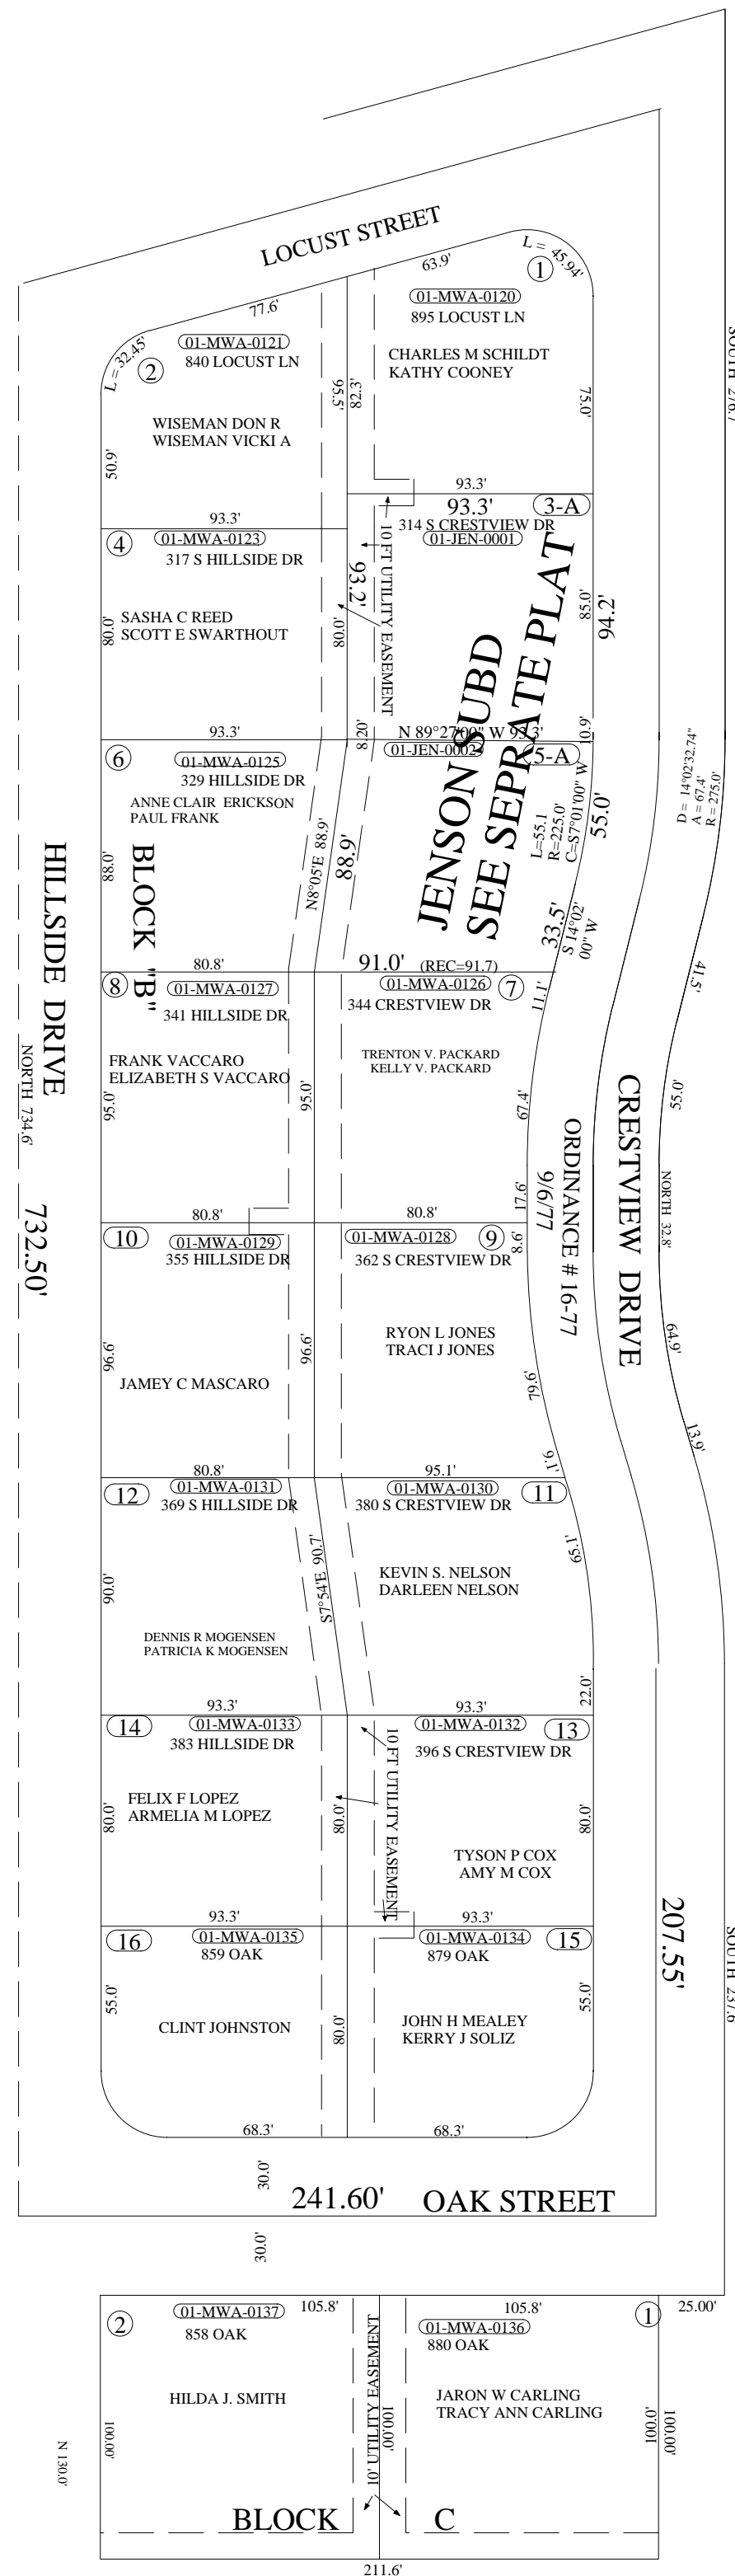 LOCUST STREET
L = 45.94'
63.9'
1
77.6'
01-MWA-0120
895 LOCUST LN
CHARLES M SCHILDT
KATHY COONEY
L = 32.45'
2
01-MWA-0121
840 LOCUST LN
WISEMAN DON R
WISEMAN VICKI A
50.9'
95.5'
82.3'
75.0'
93.3'
93.3'
3-A
314 S CRESTVIEW DR
01-JEN-0001
93.3'
4
01-MWA-0123
317 S HILLSIDE DR
SASHA C REED
SCOTT E SWARTHOUT
80.0'
80.0'
93.2'
10 FT UTILITY EASEMENT
85.0'
94.2'
JENSON SUBD
SEE SEPRATE PLAT
93.3'
8.20'
N 89°27'00" W 93.3'
10.9'
01-JEN-0002
5-A
6
01-MWA-0125
329 HILLSIDE DR
ANNE CLAIR ERICKSON
PAUL FRANK
88.0'
BLOCK "B"
N8°05'E 88.9'
88.9'
L=55.1
R=225.0'
C=S7°01'00" W
55.0'
33.5'
S 14°02'
00" W
D = 14°02'32.74"
A = 67.4'
R = 275.0'
41.5'
HILLSIDE DRIVE
NORTH 734.6'
732.50'
80.8'
91.0'
(REC=91.7)
8
01-MWA-0127
341 HILLSIDE DR
FRANK VACCARO
ELIZABETH S VACCARO
95.0'
95.0'
01-MWA-0126
7
344 CRESTVIEW DR
TRENTON V. PACKARD
KELLY V. PACKARD
11.1'
67.4'
17.6'
55.0'
CRESTVIEW DRIVE
ORDINANCE # 16-77
9/6/77
NORTH 32.8'
80.8'
80.8'
10
01-MWA-0129
355 HILLSIDE DR
JAMEY C MASCARO
96.6'
96.6'
01-MWA-0128
9
362 S CRESTVIEW DR
RYON L JONES
TRACI J JONES
8.6'
79.6'
9.1'
64.9'
13.9'
80.8'
95.1'
12
01-MWA-0131
369 S HILLSIDE DR
90.0'
DENNIS R MOGENSEN
PATRICIA K MOGENSEN
S7°54'E 90.7'
01-MWA-0130
11
380 S CRESTVIEW DR
KEVIN S. NELSON
DARLEEN NELSON
65.1'
22.0'
93.3'
93.3'
14
01-MWA-0133
383 HILLSIDE DR
FELIX F LOPEZ
ARMELIA M LOPEZ
80.0'
80.0'
10 FT UTILITY EASEMENT
01-MWA-0132
13
396 S CRESTVIEW DR
TYSON P COX
AMY M COX
80.0'
207.55'
93.3'
93.3'
16
01-MWA-0135
859 OAK
CLINT JOHNSTON
55.0'
80.0'
01-MWA-0134
15
879 OAK
JOHN H MEALEY
KERRY J SOLIZ
55.0'
68.3'
68.3'
30.0'
241.60'
OAK STREET
30.0'
105.8'
105.8'
25.00'
2
01-MWA-0137
858 OAK
HILDA J. SMITH
100.00'
10' UTILITY EASEMENT
100.00'
01-MWA-0136
1
880 OAK
JARON W CARLING
TRACY ANN CARLING
100.0'
100.00'
N 130.0'
BLOCK C
211.6'